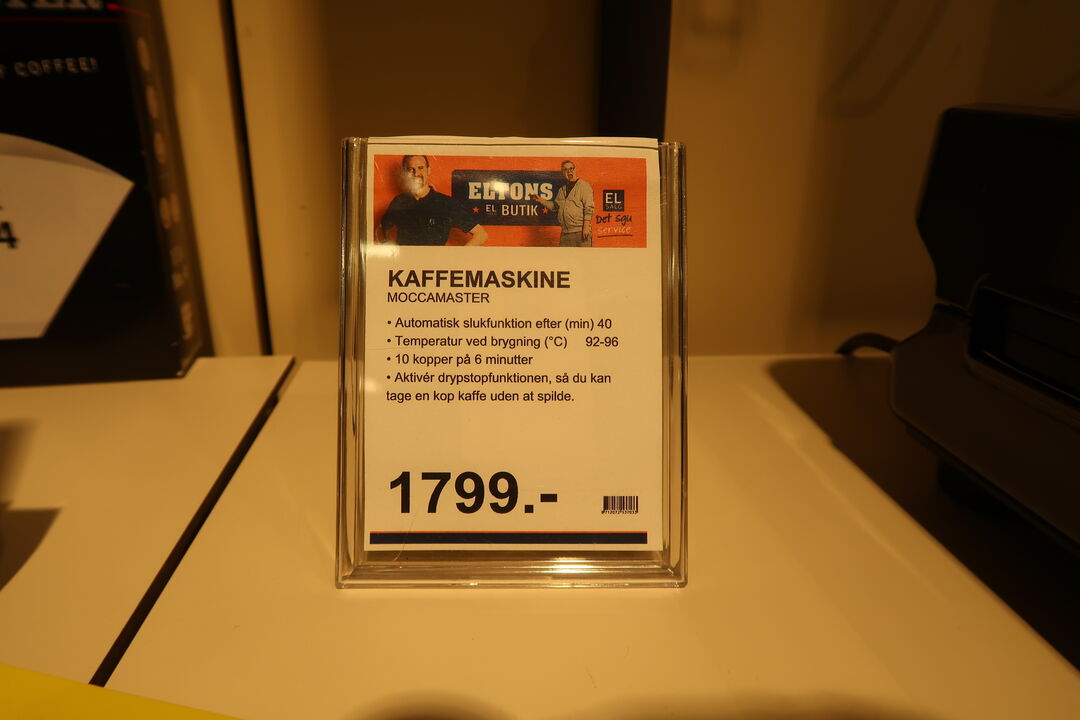 COFFEE!
4
ELTONS
EL BUTIK
EL
SALG
Det sgu
service
KAFFEMASKINE
MOCCAMASTER
• Automatisk slukfunktion efter (min) 40
• Temperatur ved brygning (°C) 92-96
• 10 kopper på 6 minutter
• Aktivér drypstopfunktionen, så du kan
tage en kop kaffe uden at spilde.
1799.-